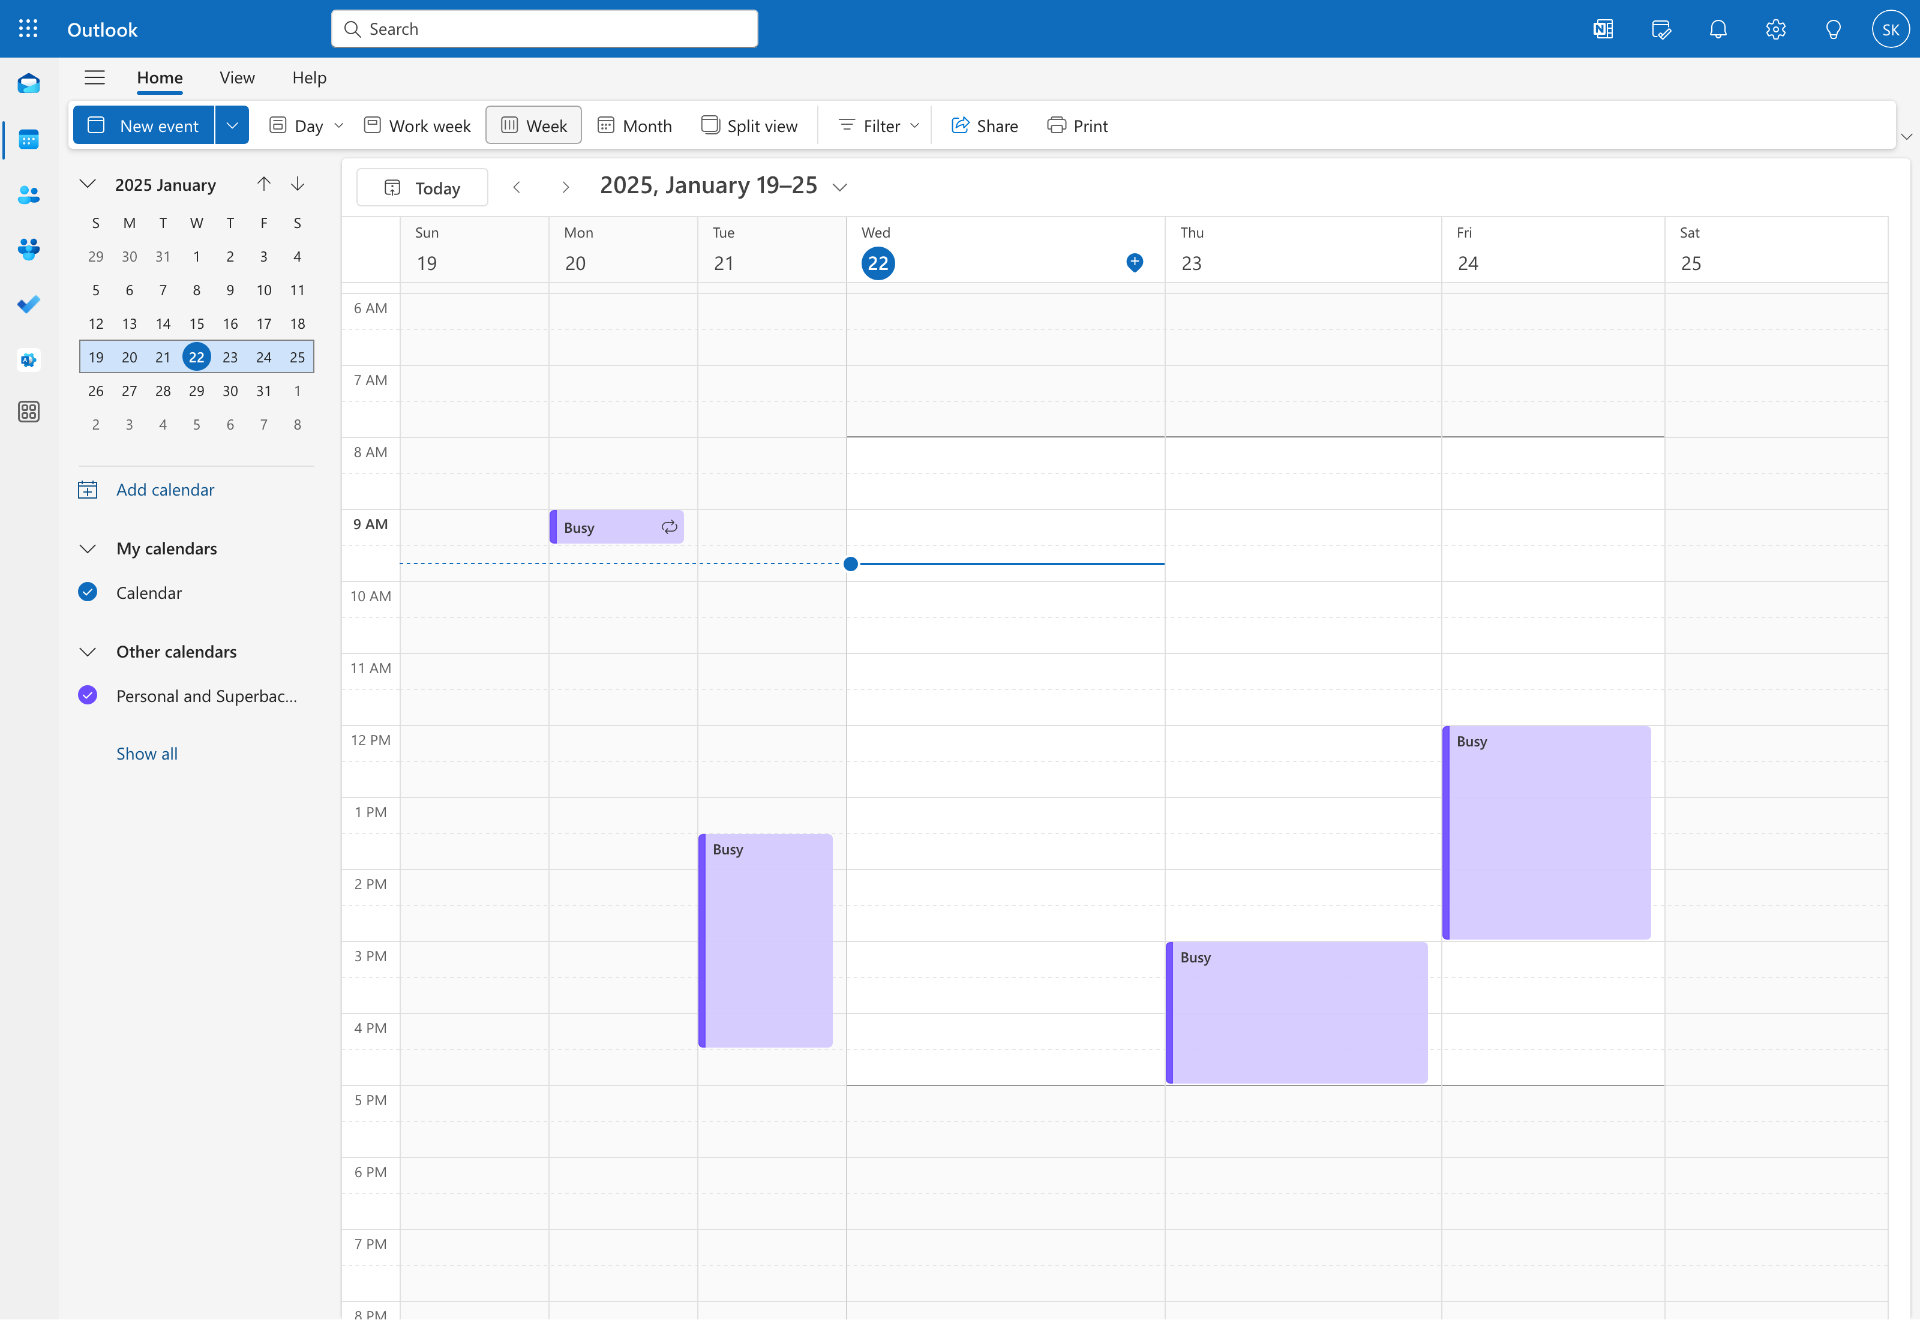 Outlook
Search
SK
Home View Help
New event Day Work week Week Month Split view Filter Share Print
2025 January
S M T W T F S
29 30 31 1 2 3 4
5 6 7 8 9 10 11
12 13 14 15 16 17 18
19 20 21 22 23 24 25
26 27 28 29 30 31 1
2 3 4 5 6 7 8
Add calendar
My calendars
Calendar
Other calendars
Personal and Superbac...
Show all
Today 2025, January 19–25
Sun Mon Tue Wed Thu Fri Sat
19 20 21 22 23 24 25
6 AM
7 AM
8 AM
9 AM
Busy
10 AM
11 AM
12 PM
Busy
1 PM
Busy
2 PM
3 PM
Busy
4 PM
5 PM
6 PM
7 PM
8 PM